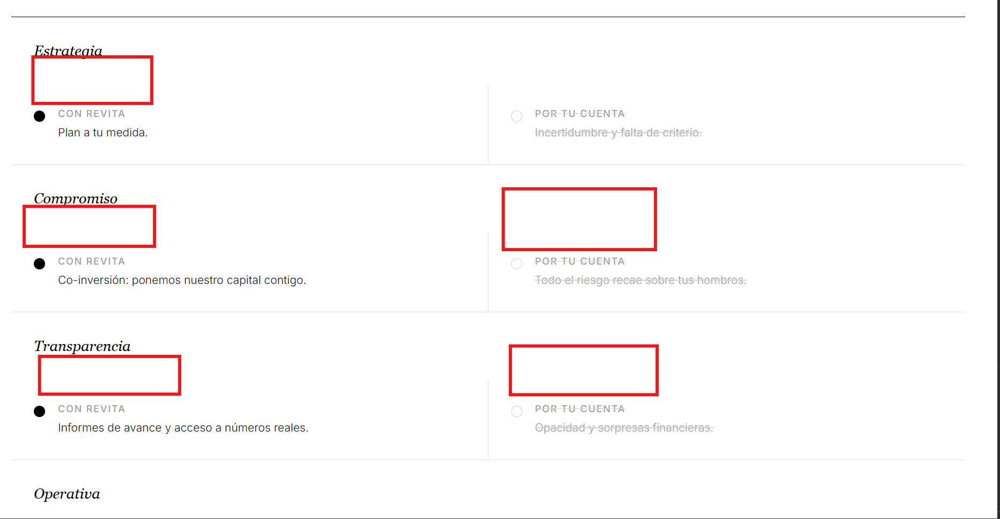 Estrategia
CON REVITA
Plan a tu medida.
POR TU CUENTA
Incertidumbre y falta de criterio.
Compromiso
CON REVITA
Co-inversión: ponemos nuestro capital contigo.
POR TU CUENTA
Todo el riesgo recae sobre tus hombros.
Transparencia
CON REVITA
Informes de avance y acceso a números reales.
POR TU CUENTA
Opacidad y sorpresas financieras.
Operativa